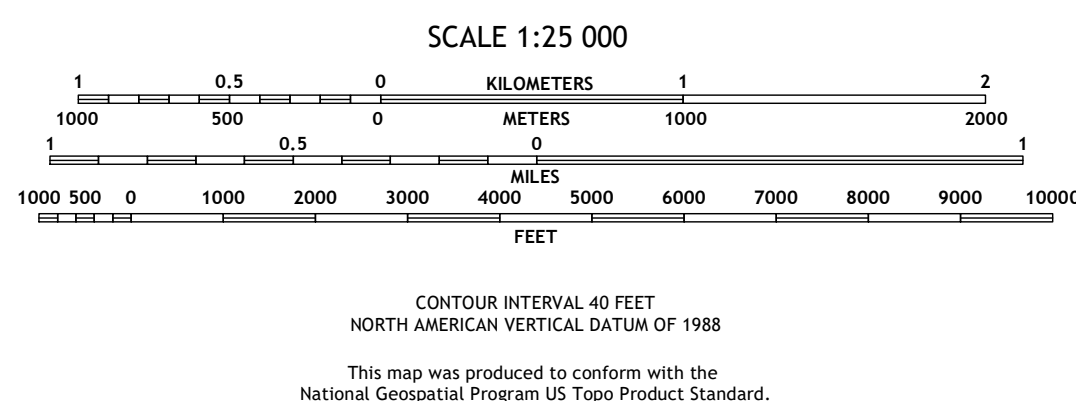 SCALE 1:25 000
1 0.5 0 KILOMETERS 1 2
1000 500 0 METERS 1000 2000
1 0.5 0 1
MILES
1000 500 0 1000 2000 3000 4000 5000 6000 7000 8000 9000 10000
FEET
CONTOUR INTERVAL 40 FEET
NORTH AMERICAN VERTICAL DATUM OF 1988
This map was produced to conform with the
National Geospatial Program US Topo Product Standard.